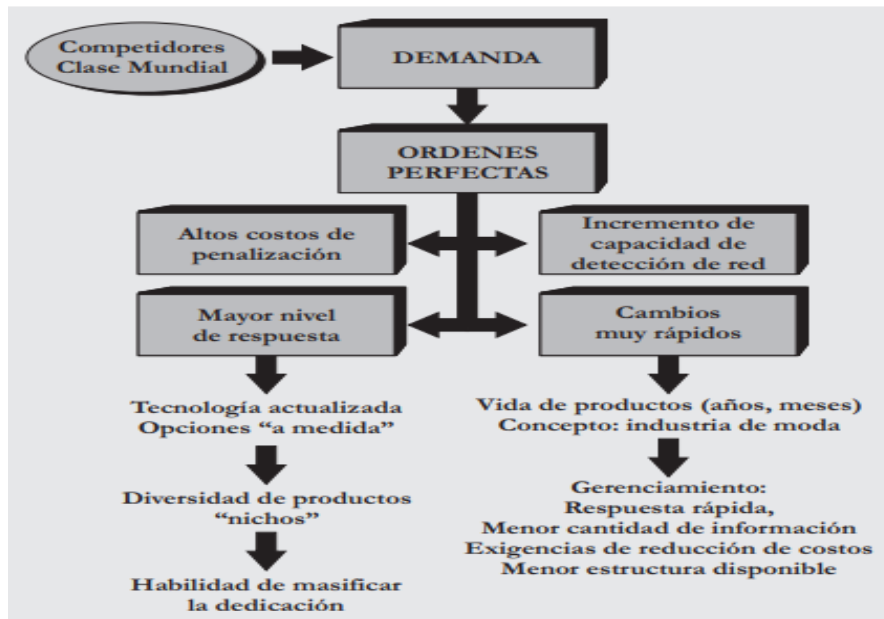 Competidores
Clase Mundial
DEMANDA
ORDENES
PERFECTAS
Altos costos de
penalización
Incremento de
capacidad de
detección de red
Mayor nivel
de respuesta
Cambios
muy rápidos
Tecnología actualizada
Opciones “a medida”
Vida de productos (años, meses)
Concepto: industria de moda
Diversidad de productos
“nichos”
Gerenciamiento:
Respuesta rápida,
Menor cantidad de información
Exigencias de reducción de costos
Menor estructura disponible
Habilidad de masificar
la dedicación